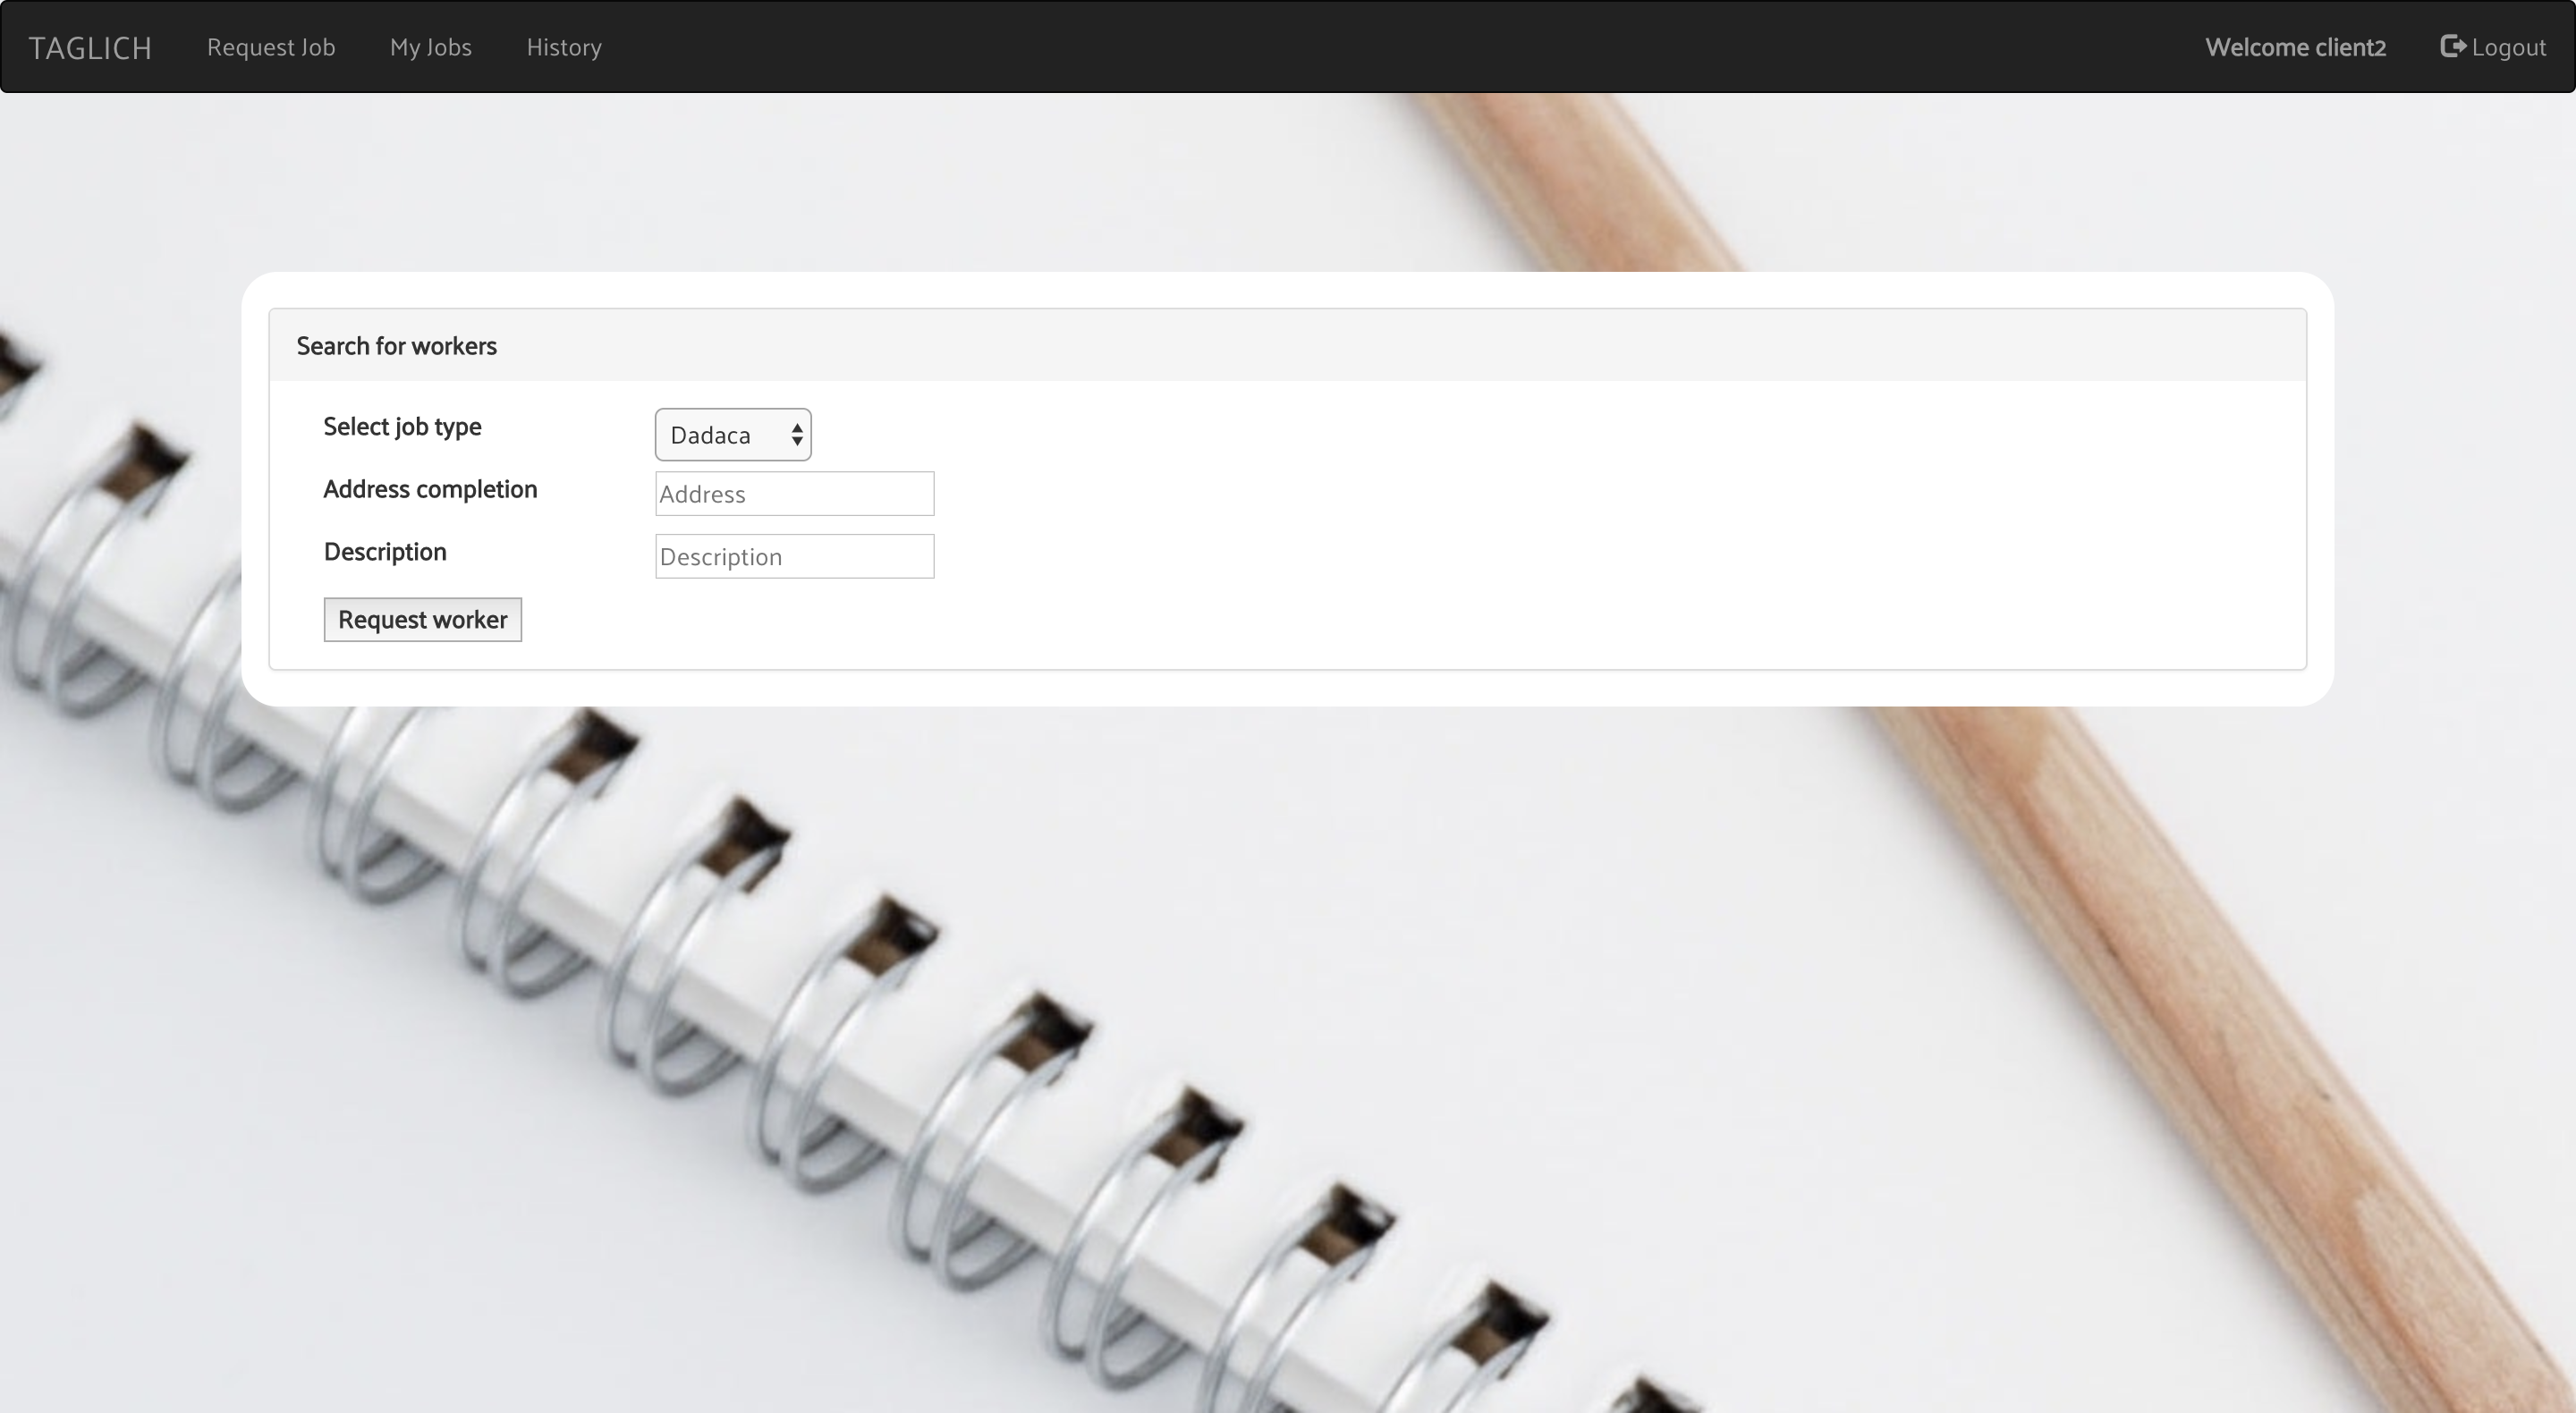 TAGLICH Request Job My Jobs History Welcome client2 Logout
Search for workers
Select job type Dadaca
Address completion Address
Description Description
Request worker